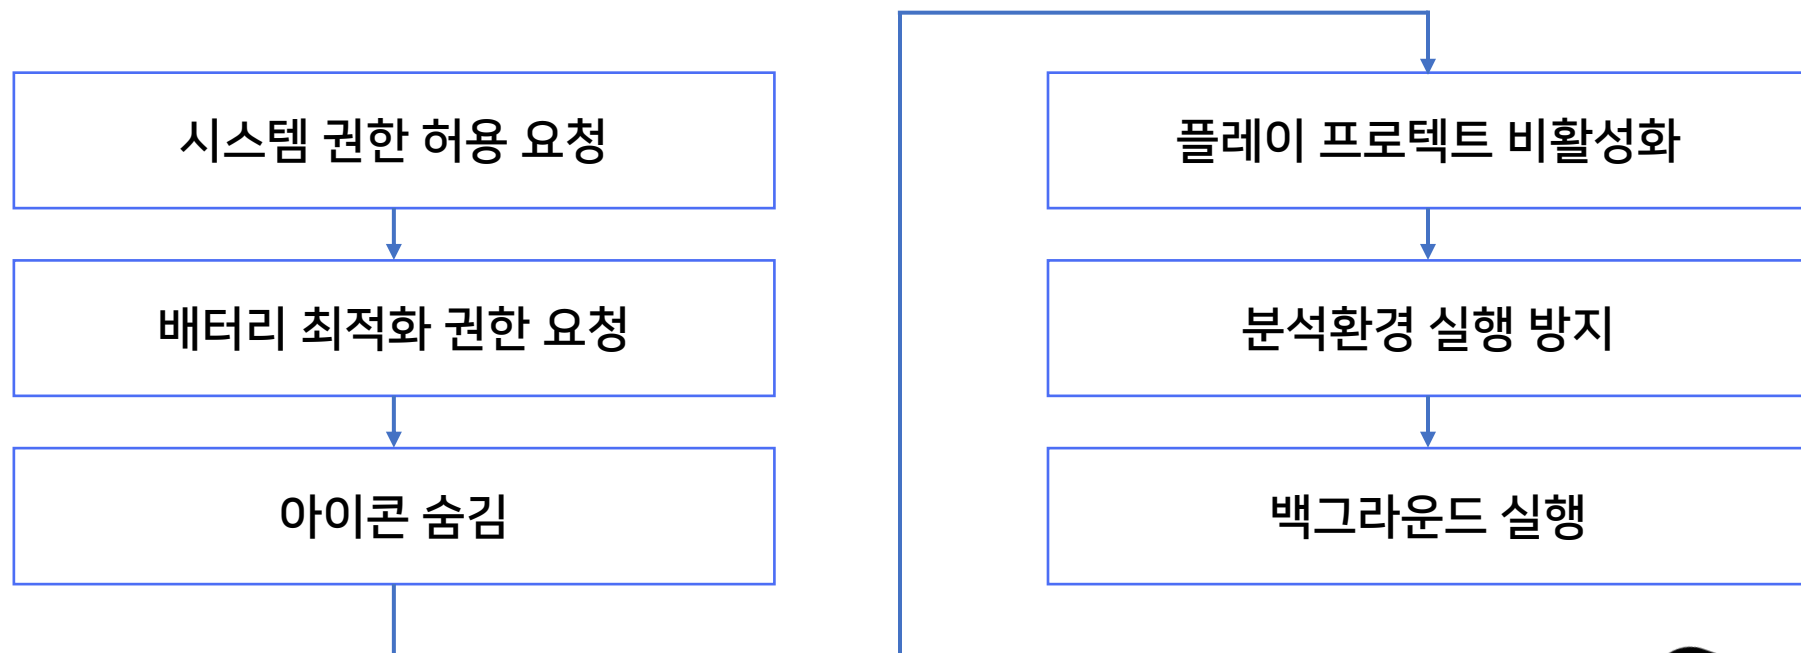 시스템 권한 허용 요청
배터리 최적화 권한 요청
아이콘 숨김
플레이 프로텍트 비활성화
분석환경 실행 방지
백그라운드 실행